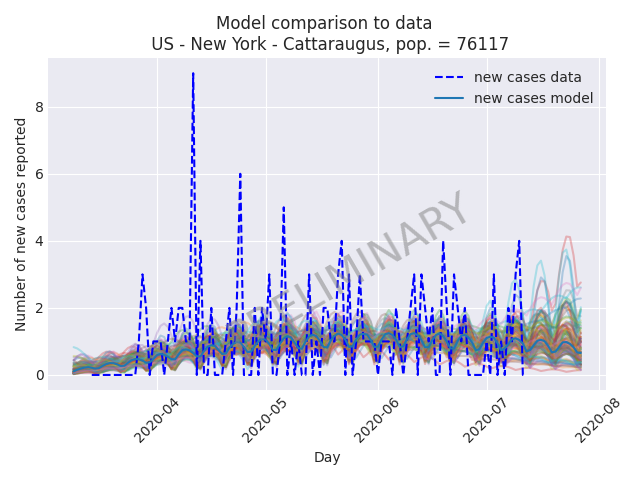 Model comparison to data
US - New York - Cattaraugus, pop. = 76117
new cases data
new cases model
PRELIMINARY
Number of new cases reported
8
6
4
2
0
2020-04
2020-05
2020-06
2020-07
2020-08
Day